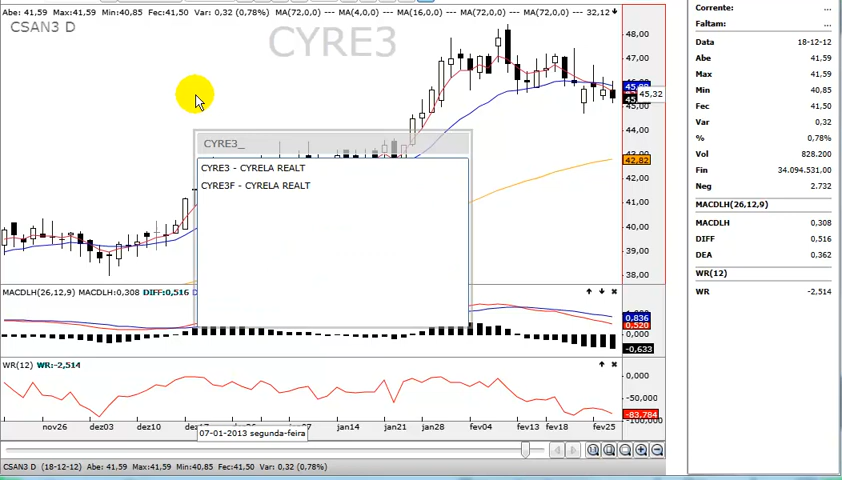 Abe: 41,59 Max: 41,59 Min: 40,85 Fec: 41,50 Var: 0,32 (0,78%) MA(72,0,0) --- MA(4,0,0) --- MA(16,0,0) --- MA(72,0,0) --- MA(72,0,0) --- 32,12
CSAN3 D
CYRE3
48,00
47,00
46,00
45,32
45,00
44,00
43,00
42,82
41,00
40,00
39,00
38,00
CYRE3_
CYRE3 - CYRELA REALT
CYRE3F - CYRELA REALT
MACDLH(26,12,9) MACDLH:0,308 DIFF:0,516
0,836
0,520
0,000
-0,633
WR(12) WR:-2,514
0,000
-50,000
-83,784
nov26 dez03 dez10 dez17 jan14 jan21 jan28 fev04 fev13 fev18 fev25
07-01-2013 segunda-feira
CSAN3 D (18-12-12) Abe: 41,59 Max:41,59 Min: 40,85 Fec:41,50 Var: 0,32 (0,78%)
Corrente: ...
Faltam: ...
Data 18-12-12
Abe 41,59
Max 41,59
Min 40,85
Fec 41,50
Var 0,32
% 0,78%
Vol 828.200
Fin 34.094.531,00
Neg 2.732
MACDLH(26,12,9)
MACDLH 0,308
DIFF 0,516
DEA 0,362
WR(12)
WR -2,514